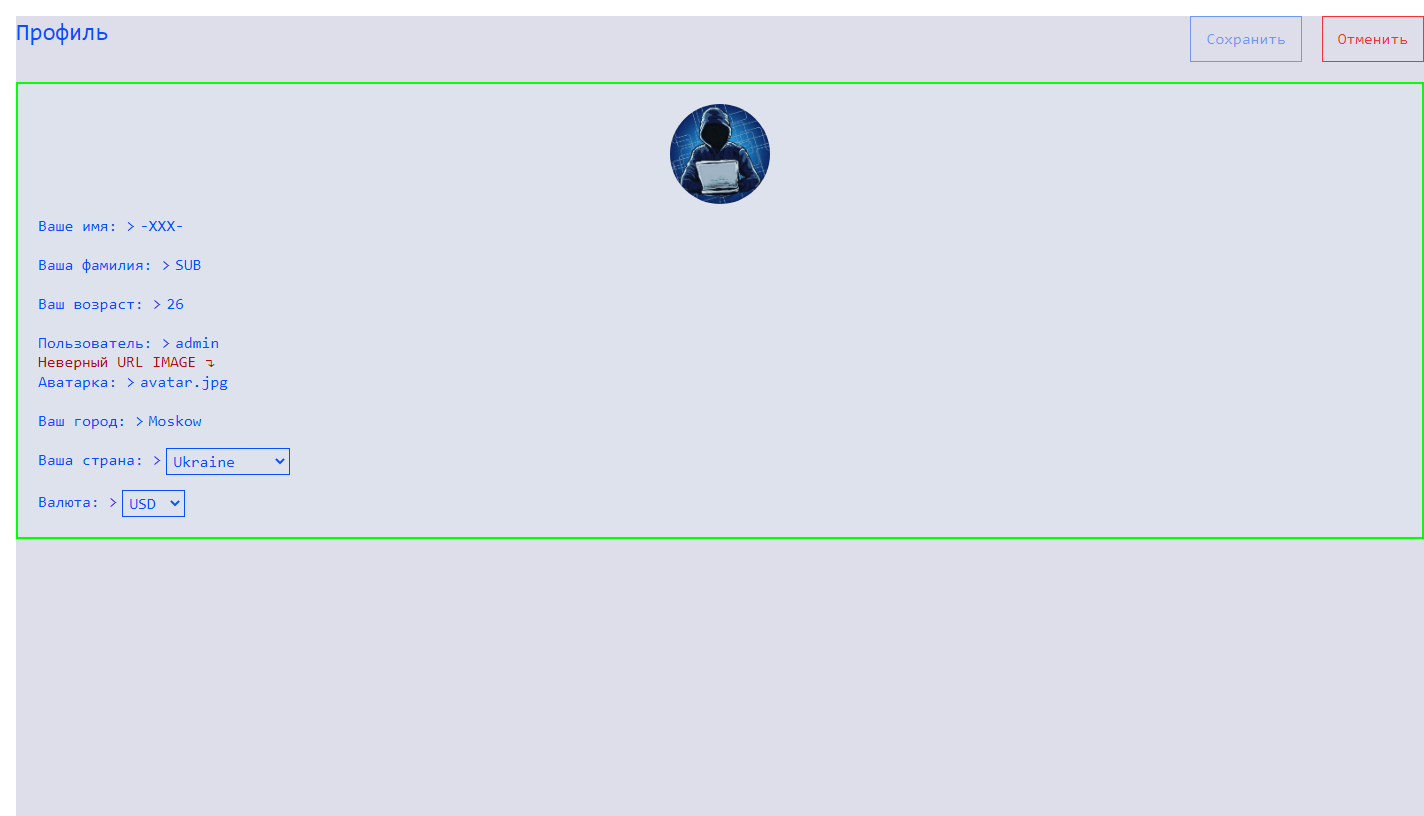 Профиль
Сохранить
Отменить
Ваше имя: > -XXX-
Ваша фамилия: > SUB
Ваш возраст: > 26
Пользователь: > admin
Неверный URL IMAGE ↴
Аватарка: > avatar.jpg
Ваш город: > Moskow
Ваша страна: > Ukraine
Валюта: > USD